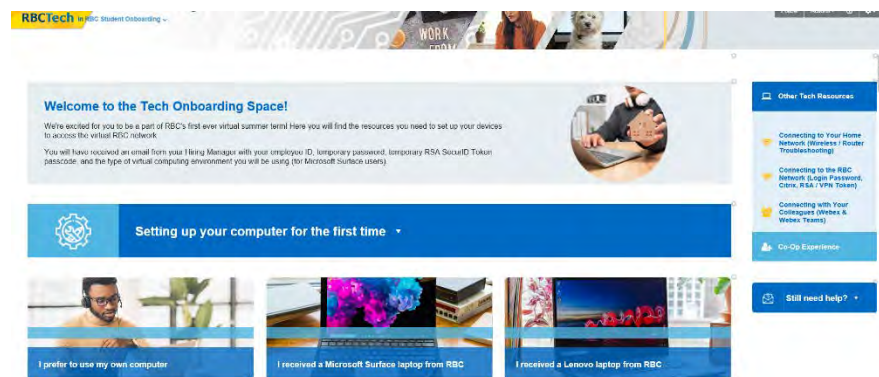 RBCTech in RBC Student Onboarding
WORK
FROM
Welcome to the Tech Onboarding Space!
We're excited for you to be a part of RBC's first ever virtual summer term! Here you will find the resources you need to set up your devices
to access the virtual RBC network.
You will have received an email from your Hiring Manager with your employee ID, temporary password, temporary RSA SecurID Token
passcode, and the type of virtual computing environment you will be using (for Microsoft Surface users).
Setting up your computer for the first time
I prefer to use my own computer
I received a Microsoft Surface laptop from RBC
I received a Lenovo laptop from RBC
Other Tech Resources
Connecting to Your Home
Network (Wireless / Router
Troubleshooting)
Connecting to the RBC
Network (Login Password,
Citrix, RSA / VPN Token)
Connecting with Your
Colleagues (Webex &
Webex Teams)
Co-Op Experience
Still need help?